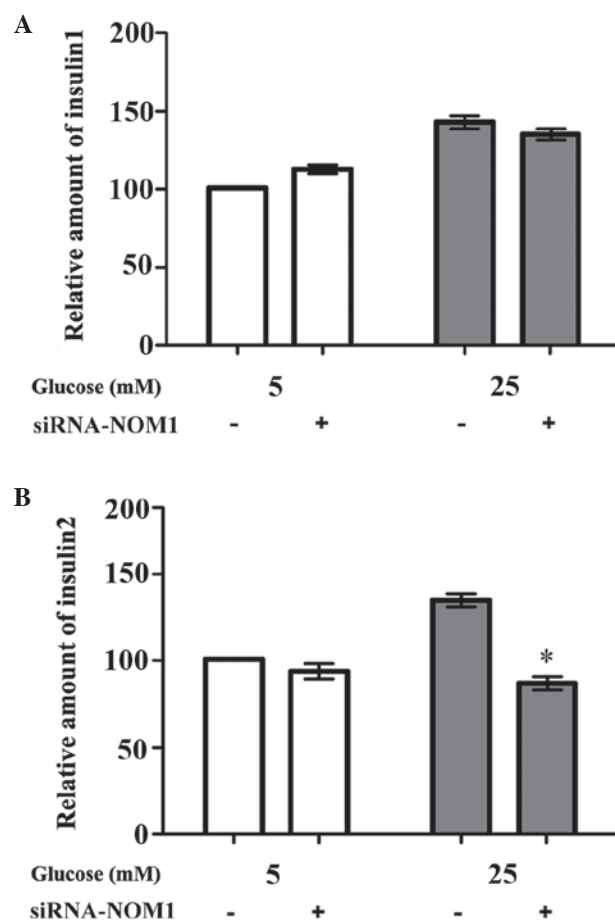 A
Relative amount of insulin1
200
150
100
50
0
Glucose (mM) 5 25
siRNA-NOM1 - + - +
B
Relative amount of insulin2
200
150
100
50
0
*
Glucose (mM) 5 25
siRNA-NOM1 - + - +